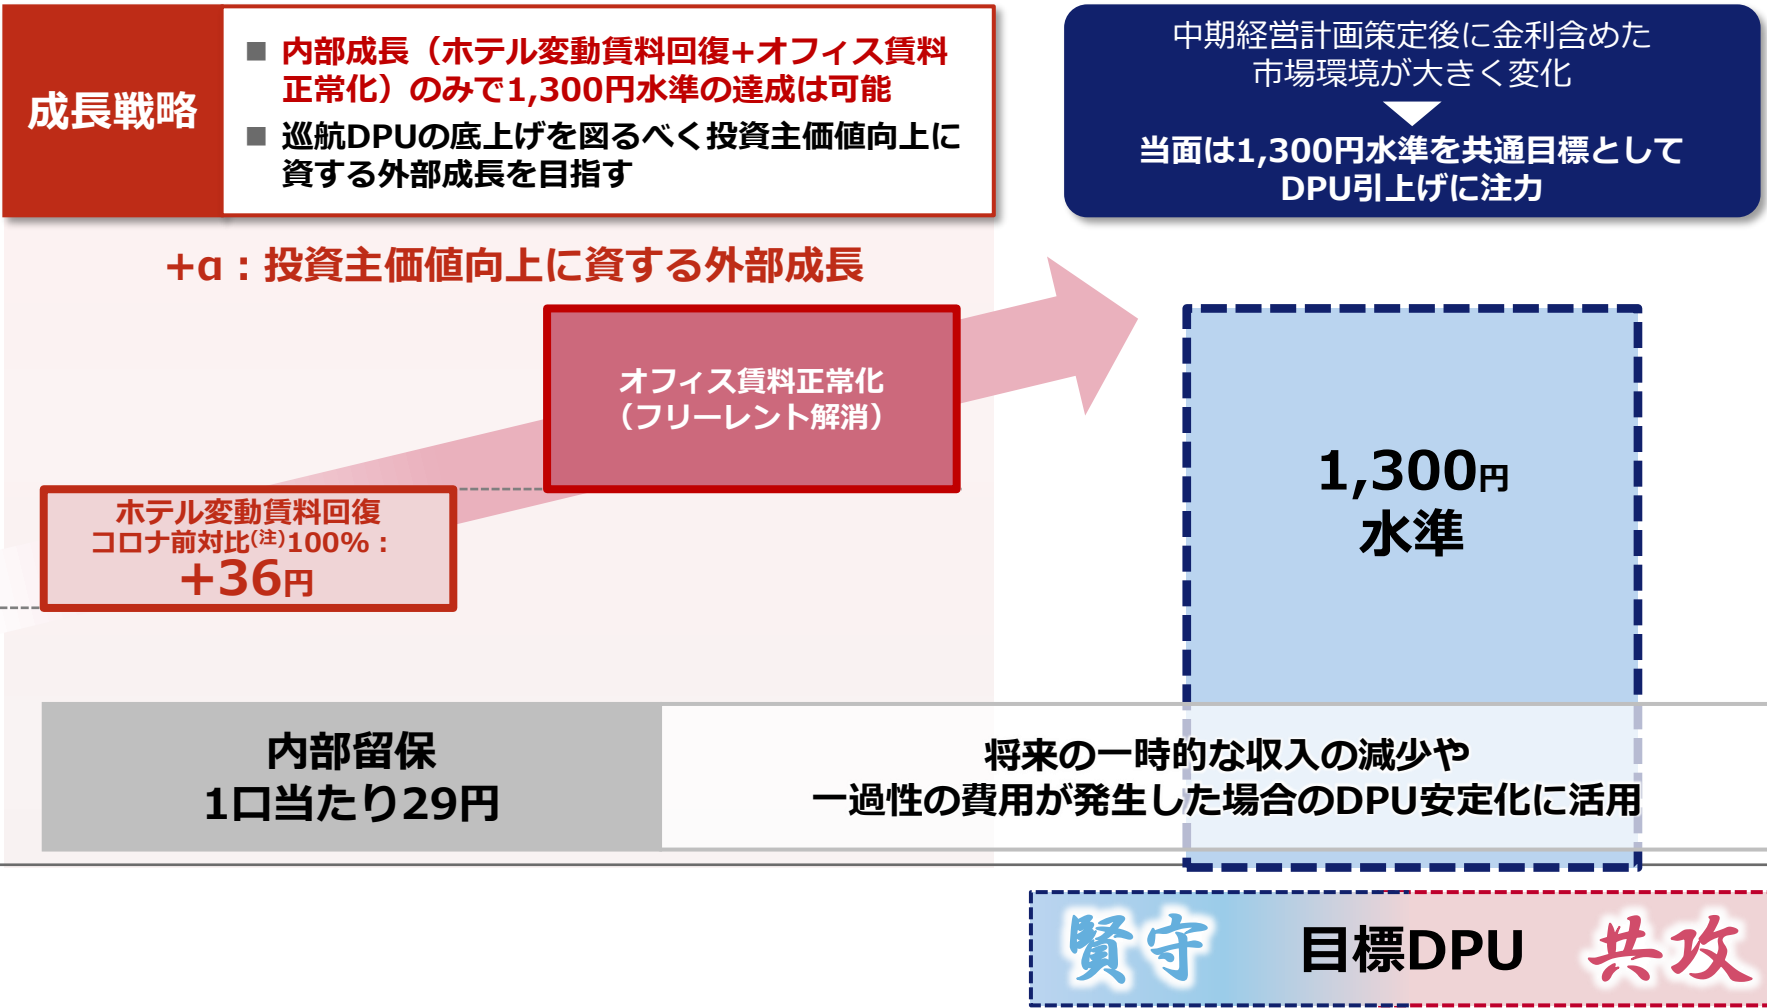 成長戦略
■ 内部成長（ホテル変動賃料回復+オフィス賃料
正常化）のみで1,300円水準の達成は可能
■ 巡航DPUの底上げを図るべく投資主価値向上に
資する外部成長を目指す
中期経営計画策定後に金利含めた
市場環境が大きく変化
当面は1,300円水準を共通目標として
DPU引上げに注力
+α：投資主価値向上に資する外部成長
オフィス賃料正常化
（フリーレント解消）
ホテル変動賃料回復
コロナ前対比(注)100%：
+36円
1,300円
水準
内部留保
1口当たり29円
将来の一時的な収入の減少や
一過性の費用が発生した場合のDPU安定化に活用
賢守 目標DPU 共攻